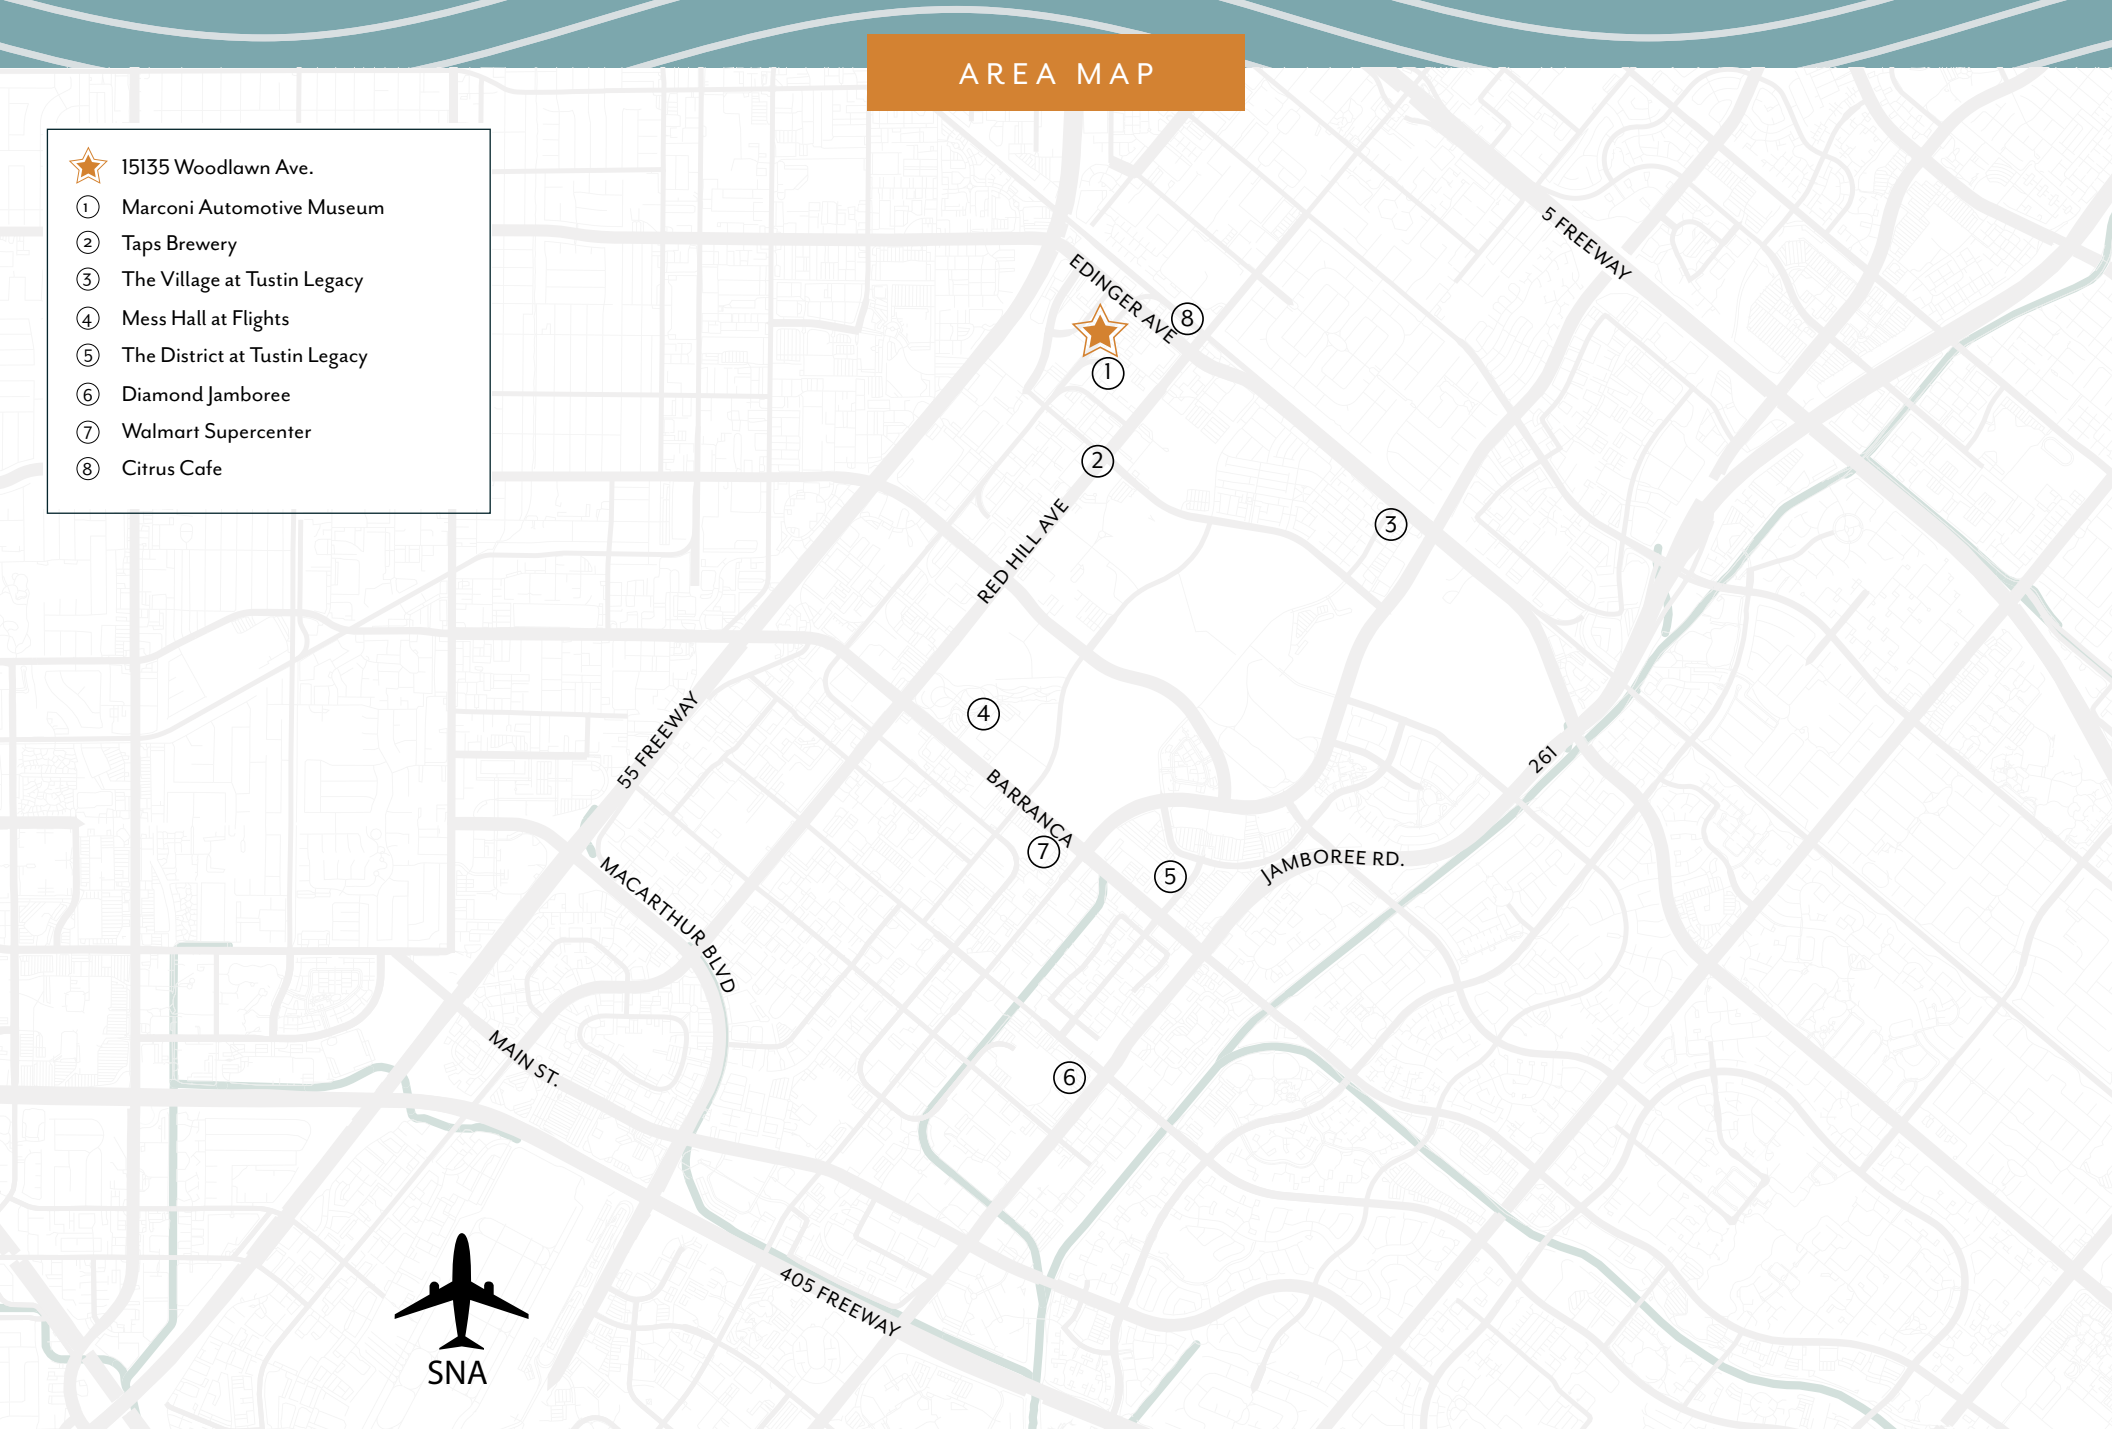 AREA MAP
15135 Woodlawn Ave.
1 Marconi Automotive Museum
2 Taps Brewery
3 The Village at Tustin Legacy
4 Mess Hall at Flights
5 The District at Tustin Legacy
6 Diamond Jamboree
7 Walmart Supercenter
8 Citrus Cafe
5 FREEWAY
EDINGER AVE
8
1
2
3
RED HILL AVE
4
55 FREEWAY
261
BARRANCA
7
5
JAMBOREE RD.
MACARTHUR BLVD
MAIN ST.
6
405 FREEWAY
SNA